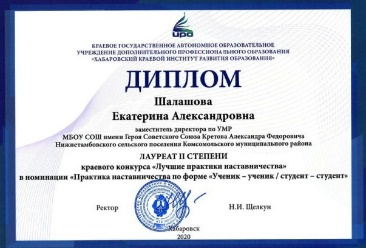 ИРО
КРАЕВОЕ ГОСУДАРСТВЕННОЕ АВТОНОМНОЕ ОБРАЗОВАТЕЛЬНОЕ
УЧРЕЖДЕНИЕ ДОПОЛНИТЕЛЬНОГО ПРОФЕССИОНАЛЬНОГО ОБРАЗОВАНИЯ
«ХАБАРОВСКИЙ КРАЕВОЙ ИНСТИТУТ РАЗВИТИЯ ОБРАЗОВАНИЯ»
ДИПЛОМ
Шалашова
Екатерина Александровна
заместитель директора по УМР
МБОУ СОШ имени Героя Советского Союза Кретова Александра Федоровича
Нижнетамбовского сельского поселения Комсомольского муниципального района
ЛАУРЕАТ II СТЕПЕНИ
краевого конкурса «Лучшие практики наставничества»
в номинации «Практика наставничества по форме «Ученик – ученик / студент – студент»
Ректор Н.И. Щелкун
Хабаровск
2020